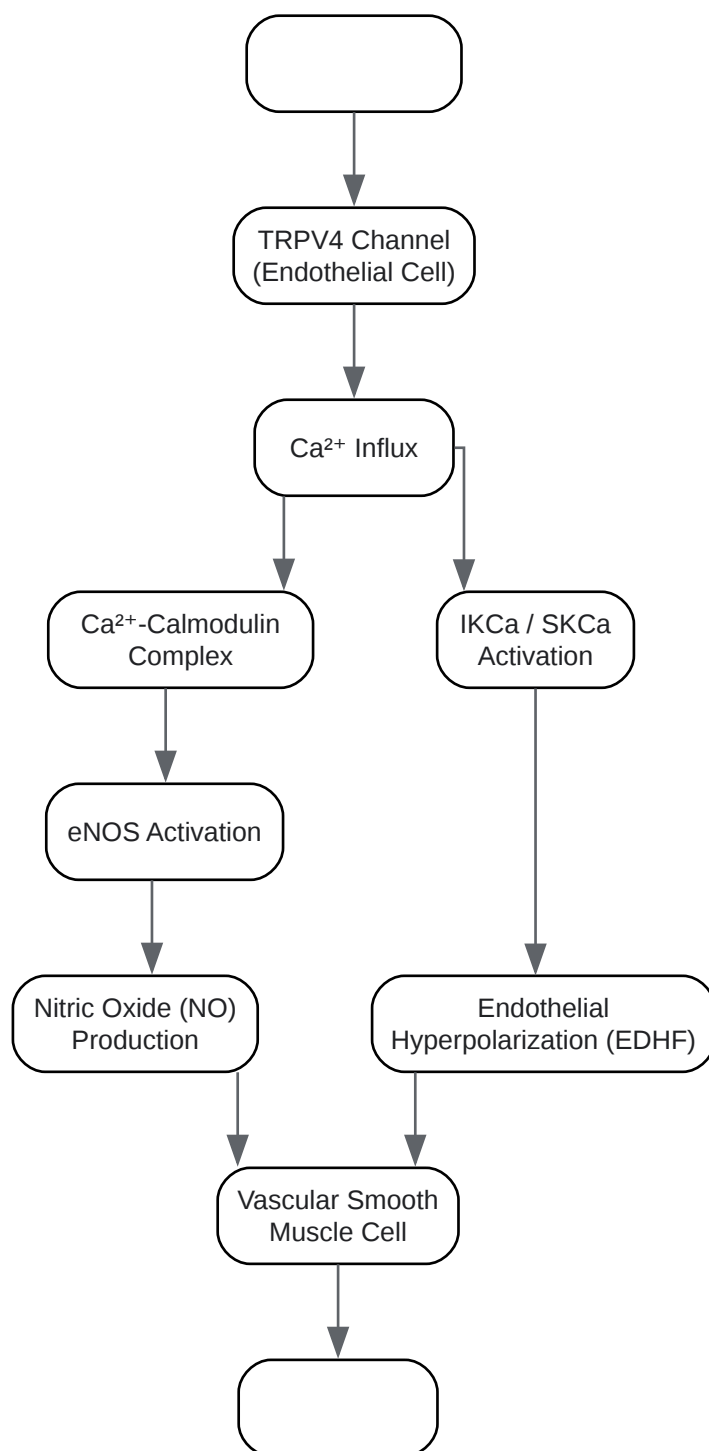 TRPV4 Channel
(Endothelial Cell)
Ca²⁺ Influx
Ca²⁺-Calmodulin
Complex
IKCa / SKCa
Activation
eNOS Activation
Nitric Oxide (NO)
Production
Endothelial
Hyperpolarization (EDHF)
Vascular Smooth
Muscle Cell